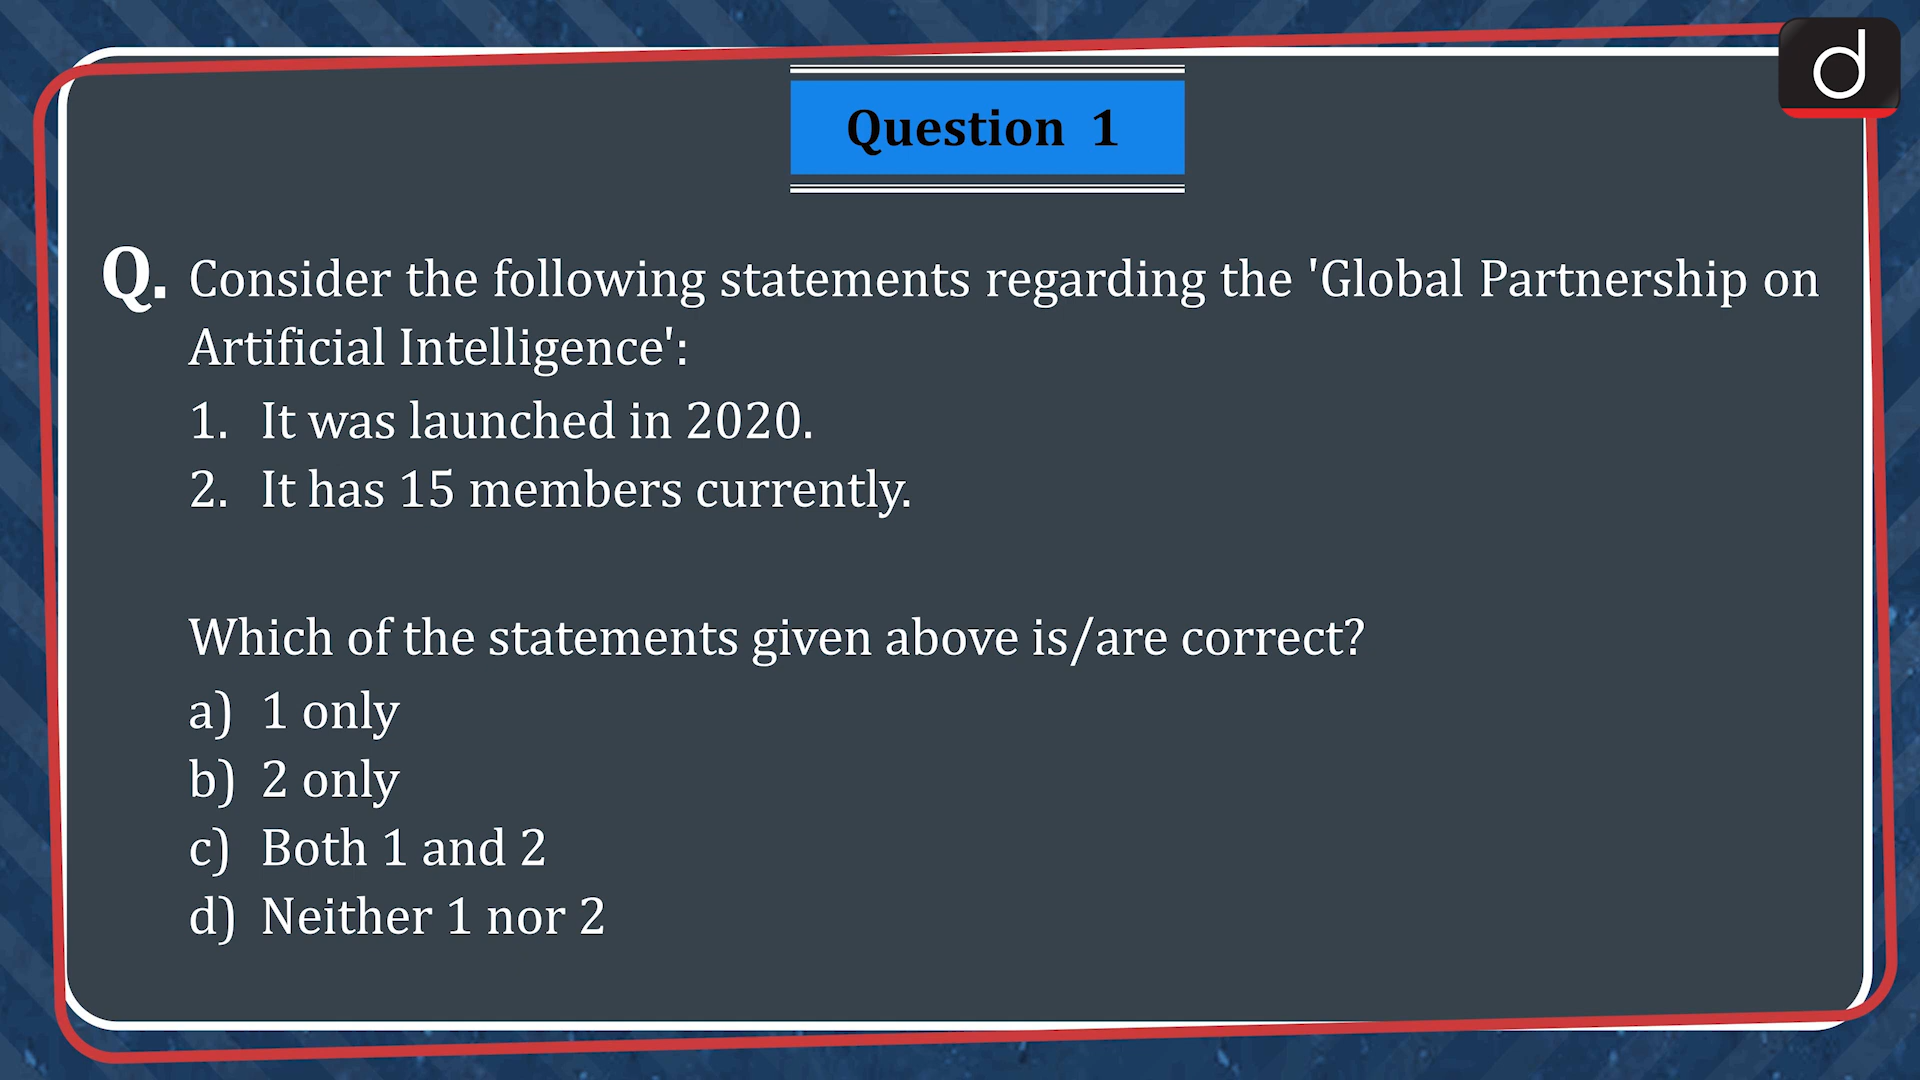 Question 1
Q. Consider the following statements regarding the 'Global Partnership on
Artificial Intelligence':
1. It was launched in 2020.
2. It has 15 members currently.
Which of the statements given above is/are correct?
a) 1 only
b) 2 only
c) Both 1 and 2
d) Neither 1 nor 2
d